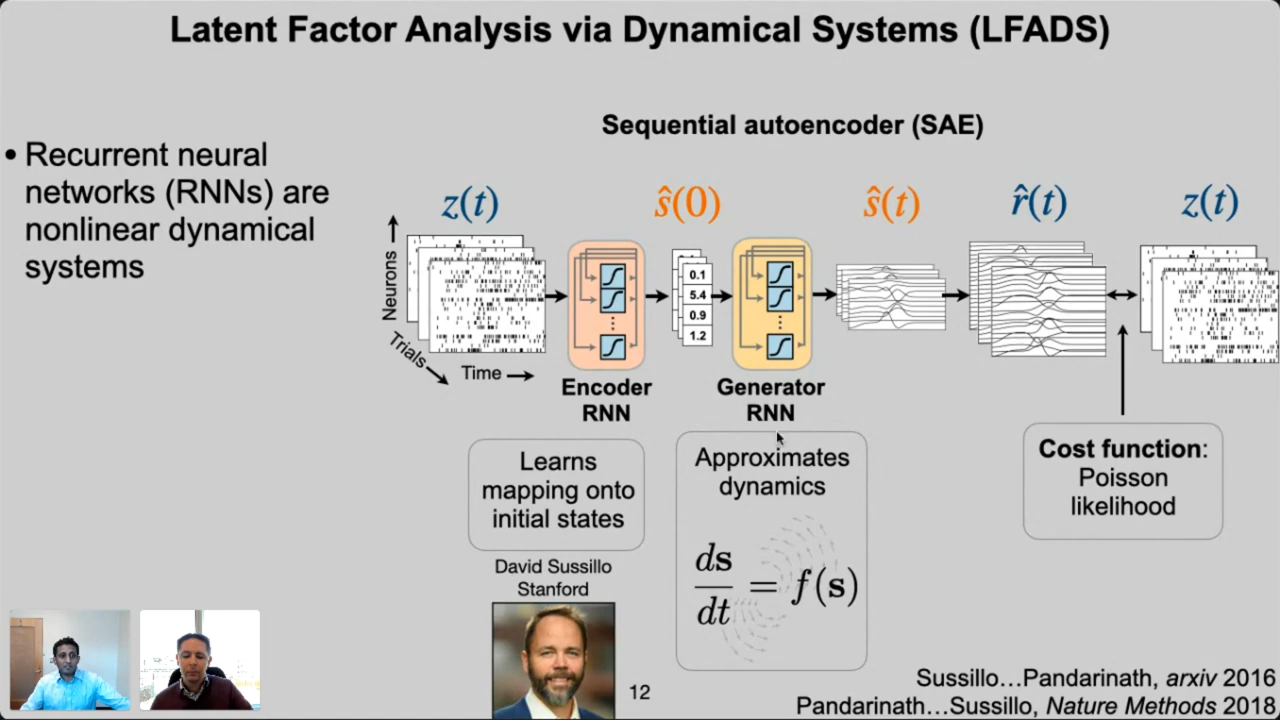 Latent Factor Analysis via Dynamical Systems (LFADS)
• Recurrent neural
networks (RNNs) are
nonlinear dynamical
systems
Sequential autoencoder (SAE)
z(t)
ŝ(0)
ŝ(t)
r̂(t)
z(t)
Neurons
Trials
Time
0.1
5.4
0.9
1.2
Encoder
RNN
Generator
RNN
Learns
mapping onto
initial states
Approximates
dynamics
ds/dt = f(s)
Cost function:
Poisson
likelihood
David Sussillo
Stanford
12
Sussillo…Pandarinath, arxiv 2016
Pandarinath…Sussillo, Nature Methods 2018